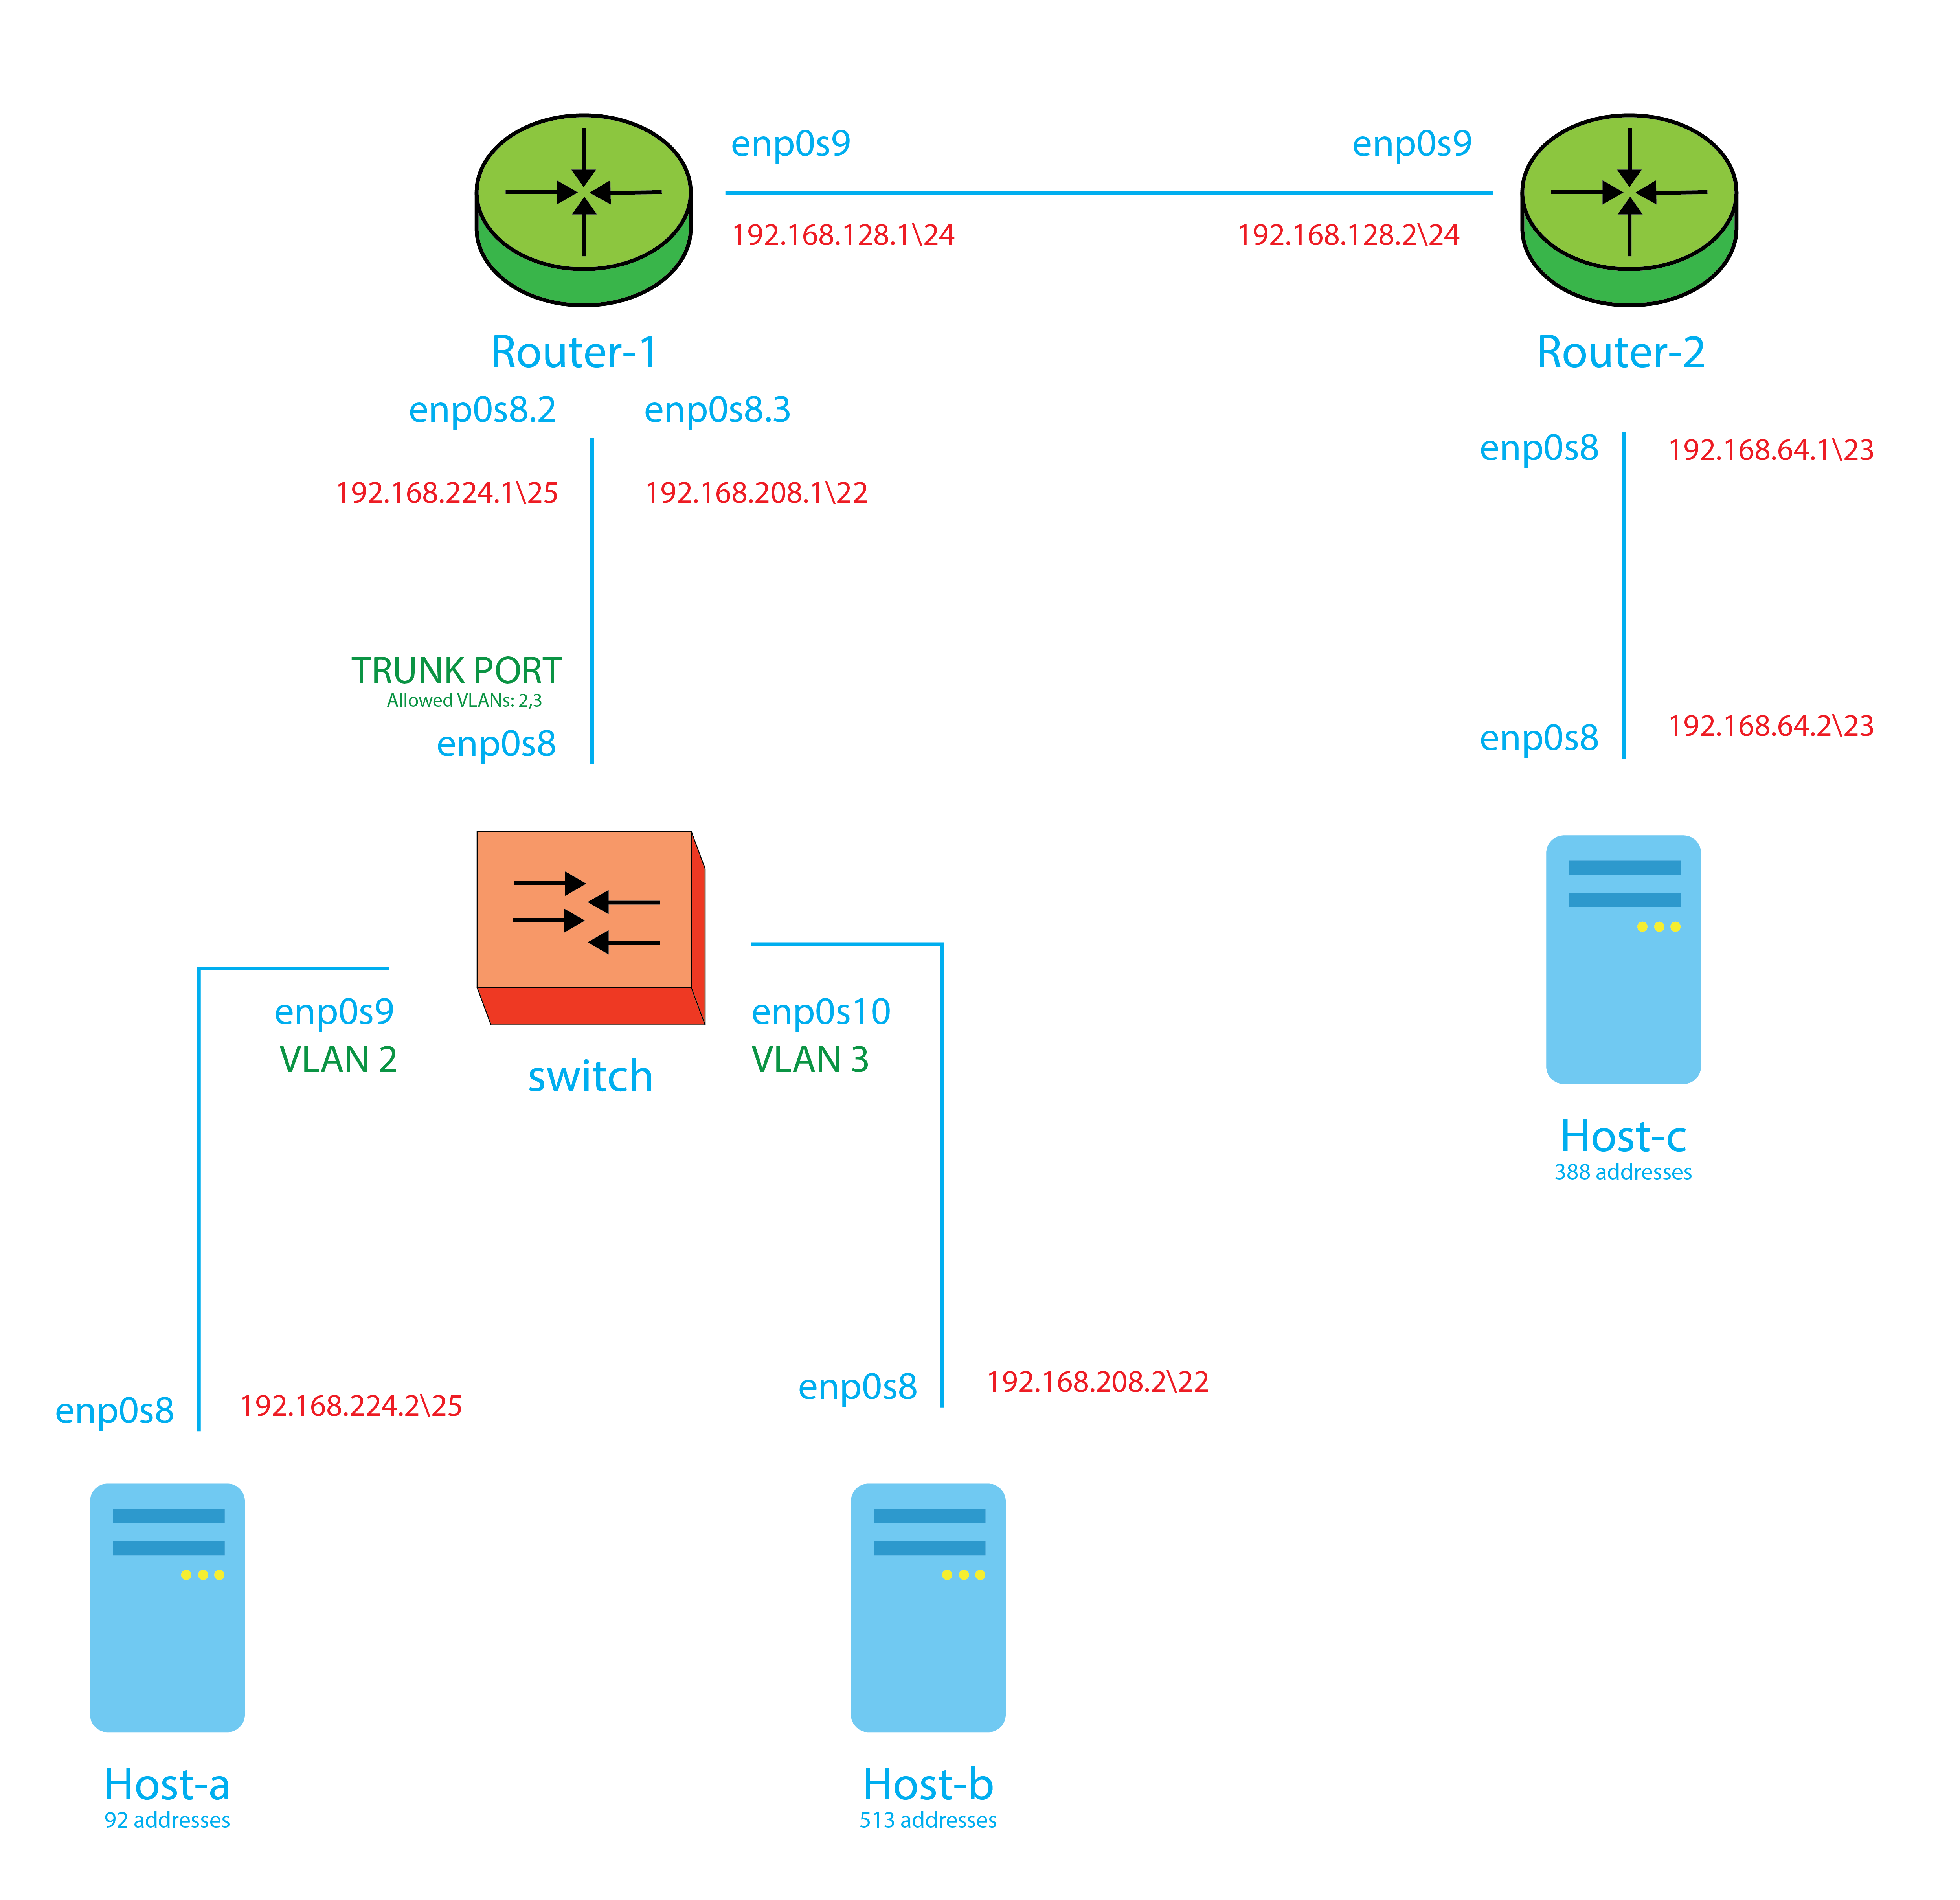 enp0s9
enp0s9
192.168.128.1\24
192.168.128.2\24
Router-1
Router-2
enp0s8.2
enp0s8.3
enp0s8
192.168.64.1\23
192.168.224.1\25
192.168.208.1\22
TRUNK PORT
Allowed VLANs: 2,3
enp0s8
enp0s8
192.168.64.2\23
enp0s9
VLAN 2
switch
enp0s10
VLAN 3
Host-c
388 addresses
enp0s8
192.168.224.2\25
enp0s8
192.168.208.2\22
Host-a
92 addresses
Host-b
513 addresses